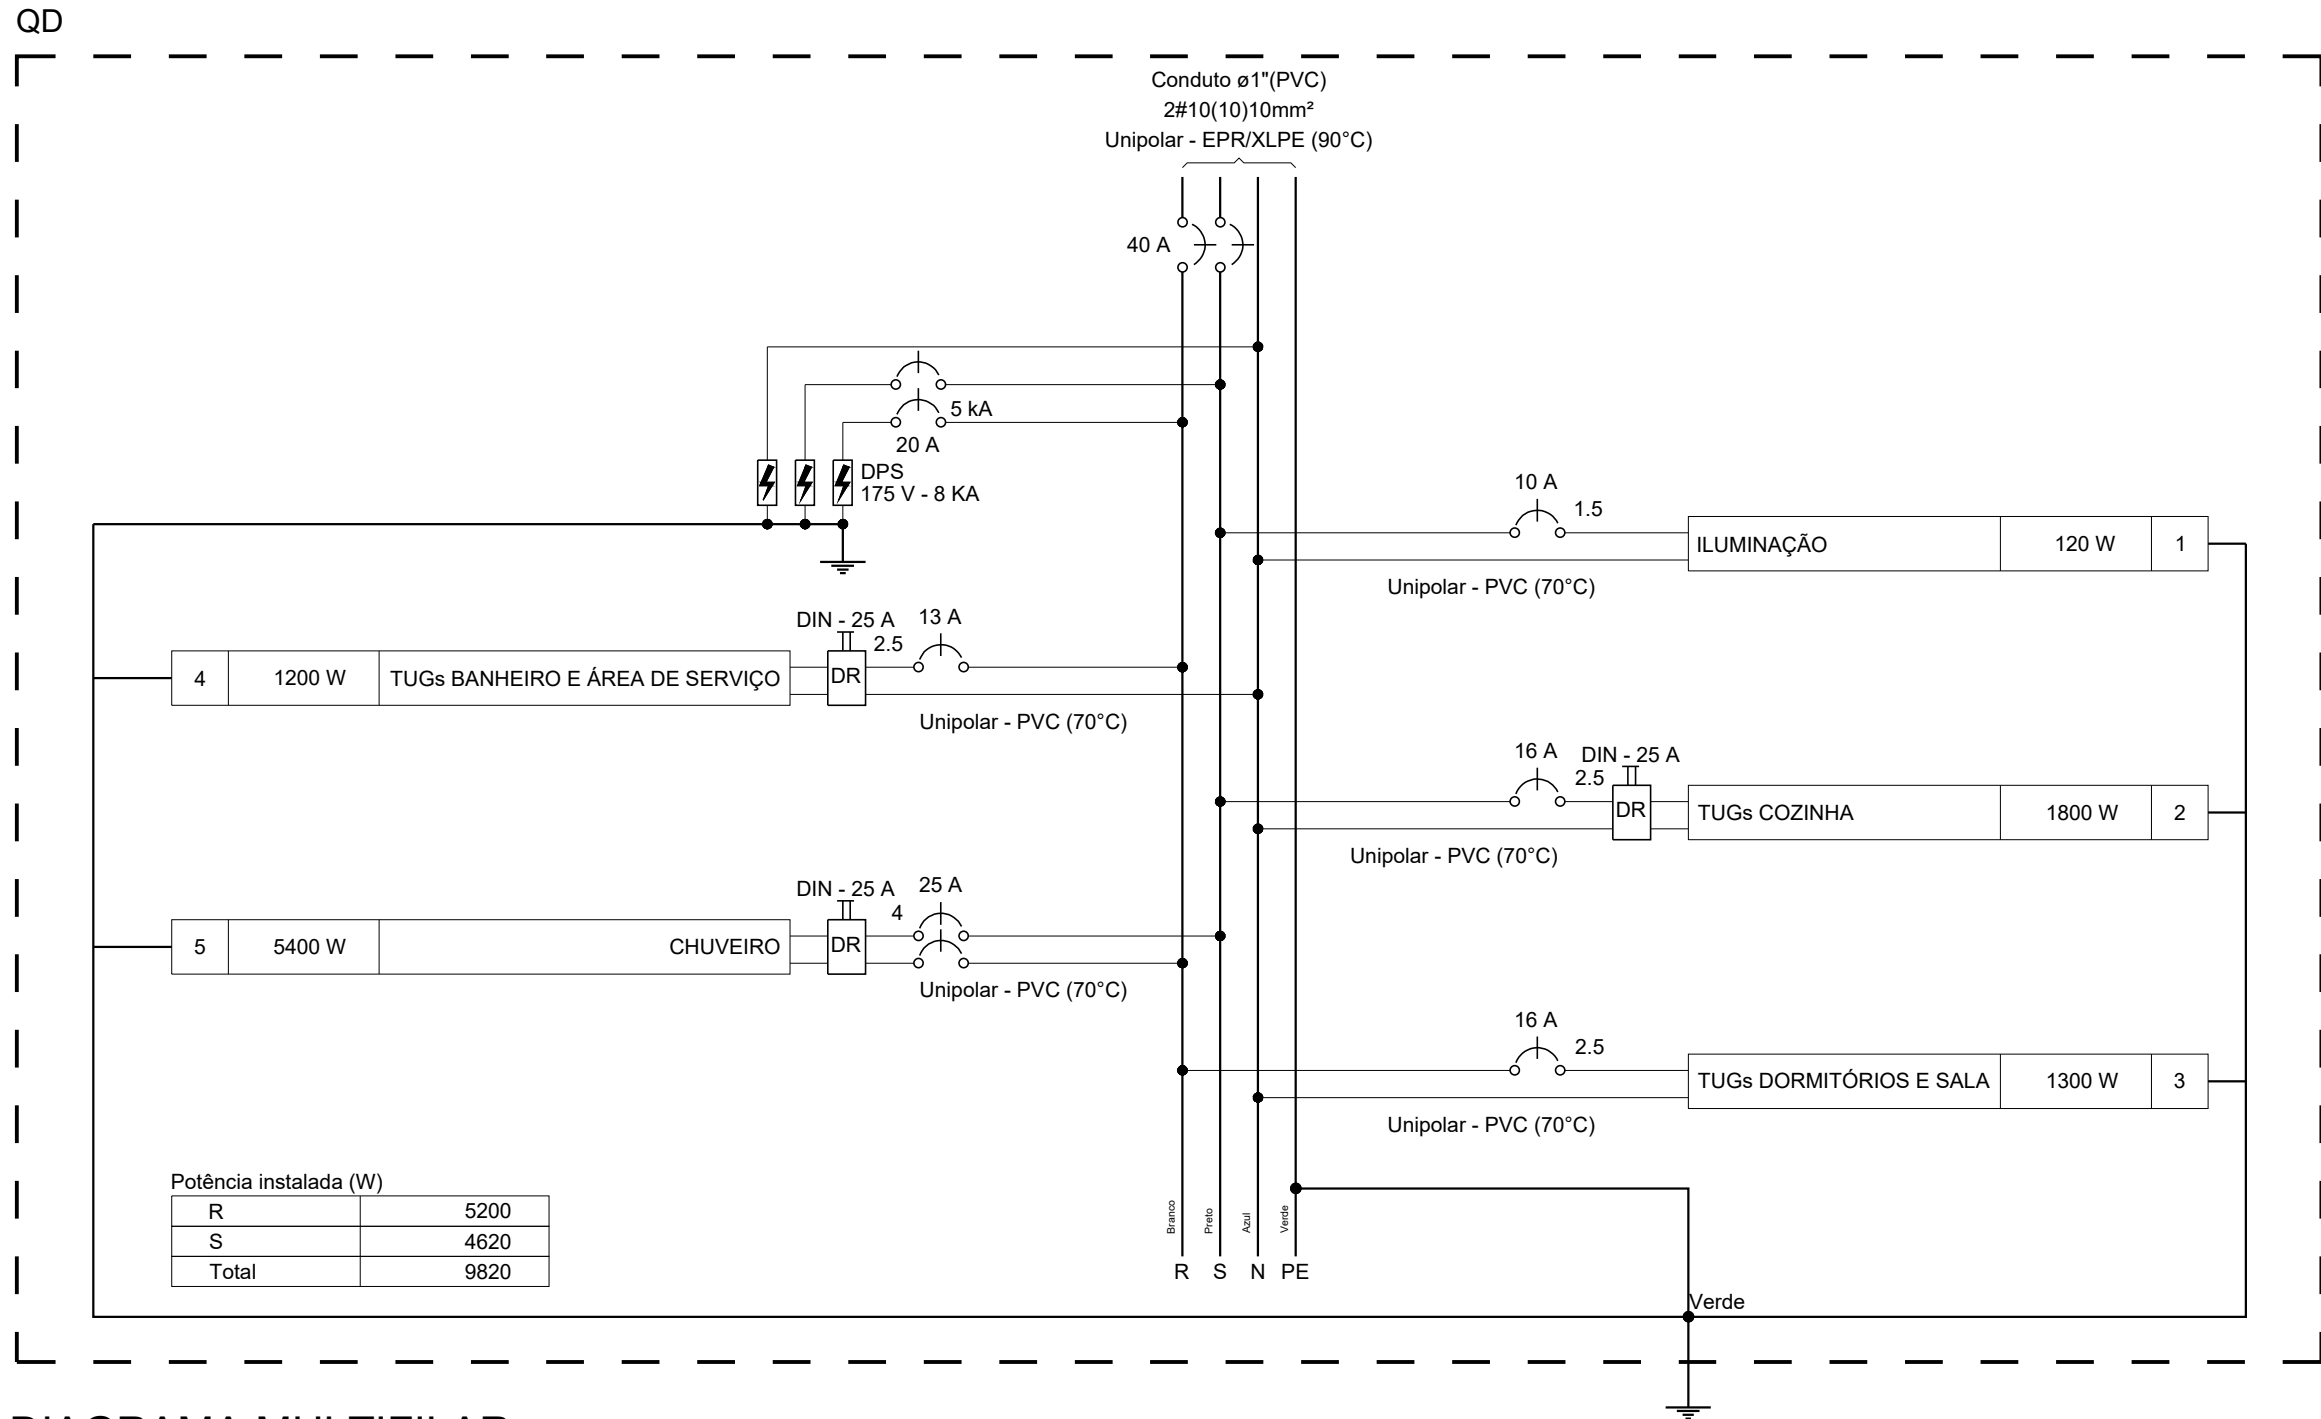 QD
Conduto ø1"(PVC)
2#10(10)10mm²
Unipolar - EPR/XLPE (90°C)
40 A
5 kA
20 A
DPS
175 V - 8 KA
10 A
1.5
ILUMINAÇÃO 120 W 1
Unipolar - PVC (70°C)
DIN - 25 A 13 A
2.5
4 1200 W TUGs BANHEIRO E ÁREA DE SERVIÇO DR
Unipolar - PVC (70°C)
16 A DIN - 25 A
2.5
DR TUGs COZINHA 1800 W 2
Unipolar - PVC (70°C)
DIN - 25 A 25 A
4
5 5400 W CHUVEIRO DR
Unipolar - PVC (70°C)
16 A
2.5
TUGs DORMITÓRIOS E SALA 1300 W 3
Unipolar - PVC (70°C)
Potência instalada (W)
R 5200
S 4620
Total 9820
Branco Preto Azul Verde
R S N PE
Verde
DIAGRAMA MULTIFILAR